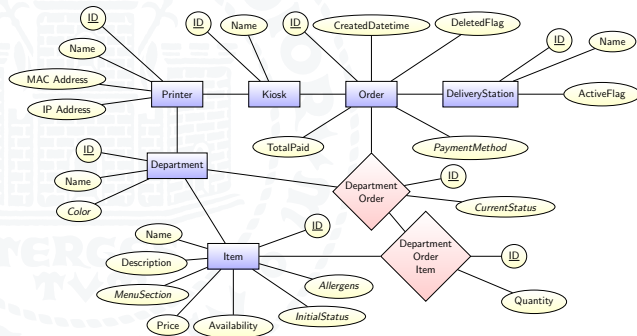 ID
Name
ID
CreatedDatetime
DeletedFlag
ID
Name
Name
MAC Address
IP Address
Printer
Kiosk
Order
DeliveryStation
ActiveFlag
ID
TotalPaid
PaymentMethod
Department
Name
Color
Department
Order
ID
CurrentStatus
Name
ID
Description
Item
Department
Order
Item
ID
MenuSection
Allergens
InitialStatus
Quantity
Price
Availability
ID
TERC